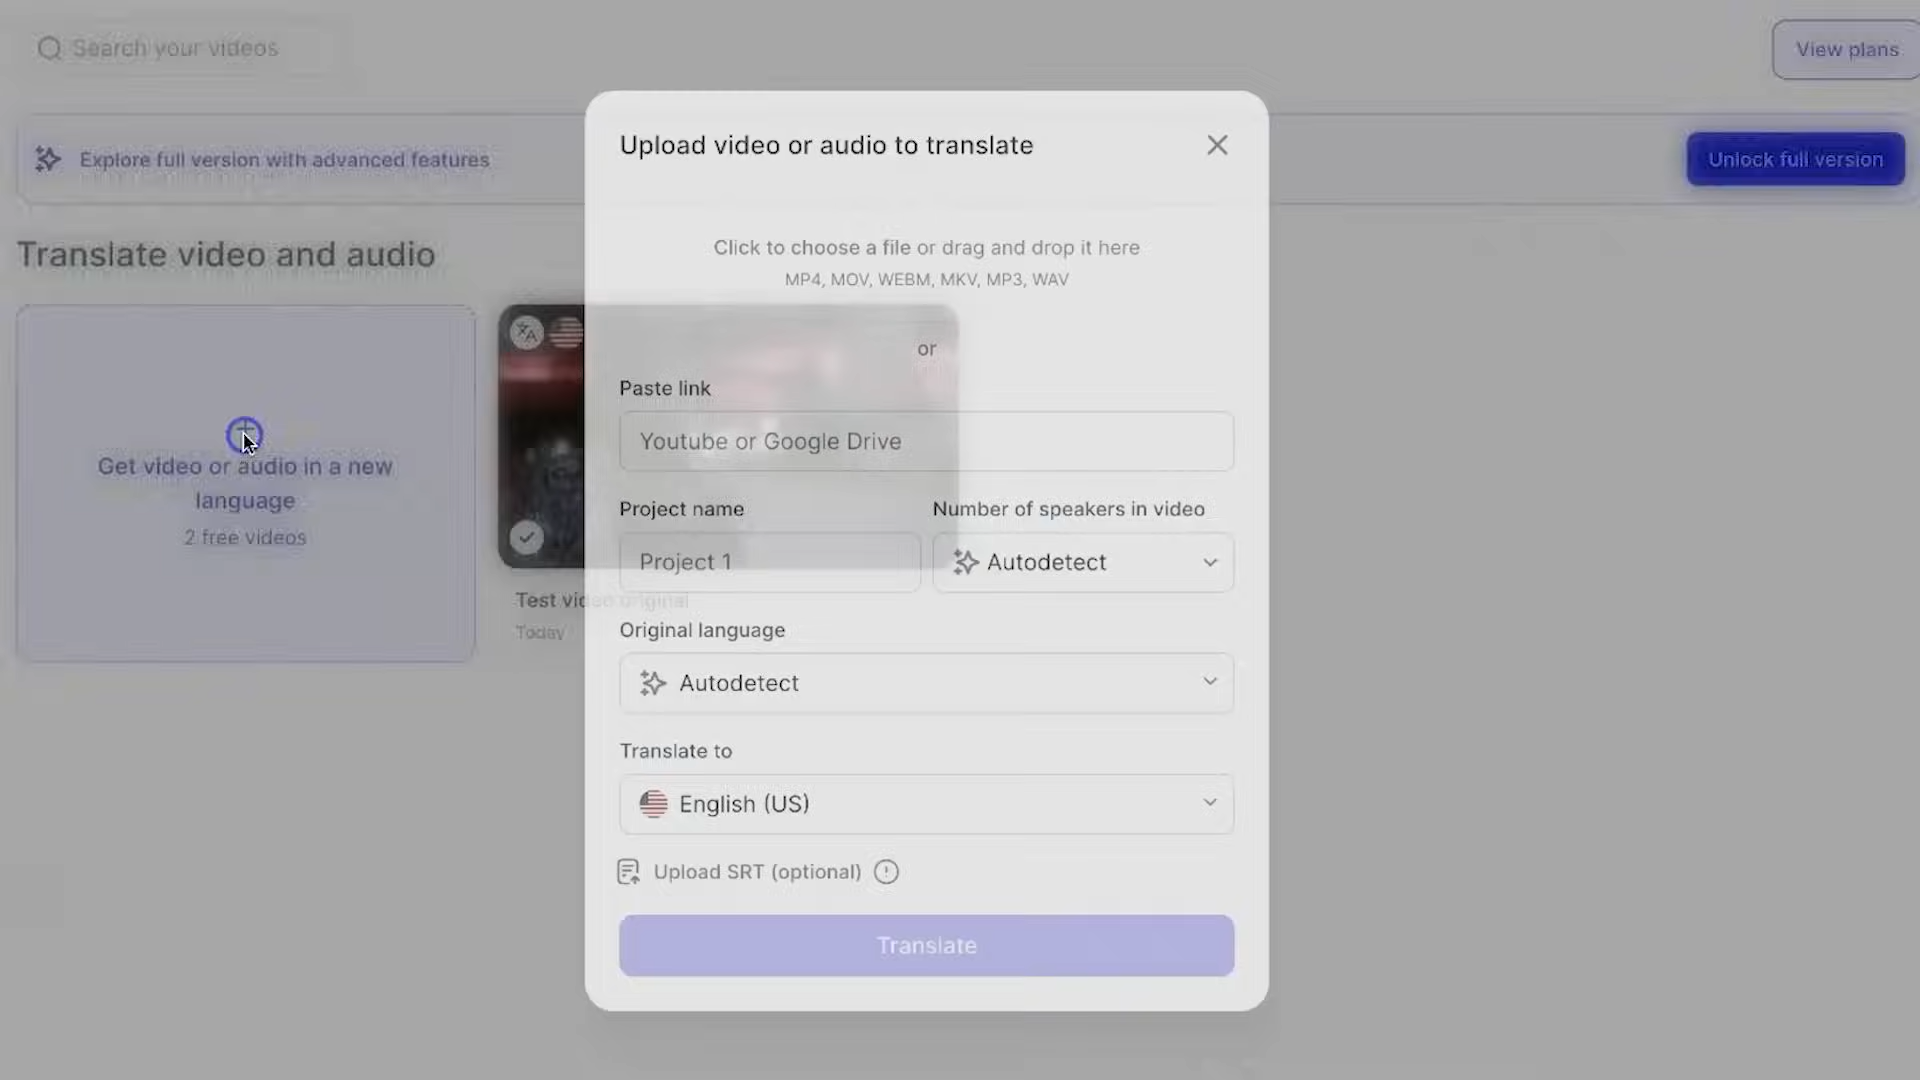 Search your videos
View plans
Explore full version with advanced features
Unlock full version
Translate video and audio
Get video or audio in a new
language
2 free videos
Test video original
Today
Upload video or audio to translate
Click to choose a file or drag and drop it here
MP4, MOV, WEBM, MKV, MP3, WAV
or
Paste link
Youtube or Google Drive
Project name
Number of speakers in video
Project 1
Autodetect
Original language
Autodetect
Translate to
English (US)
Upload SRT (optional)
Translate